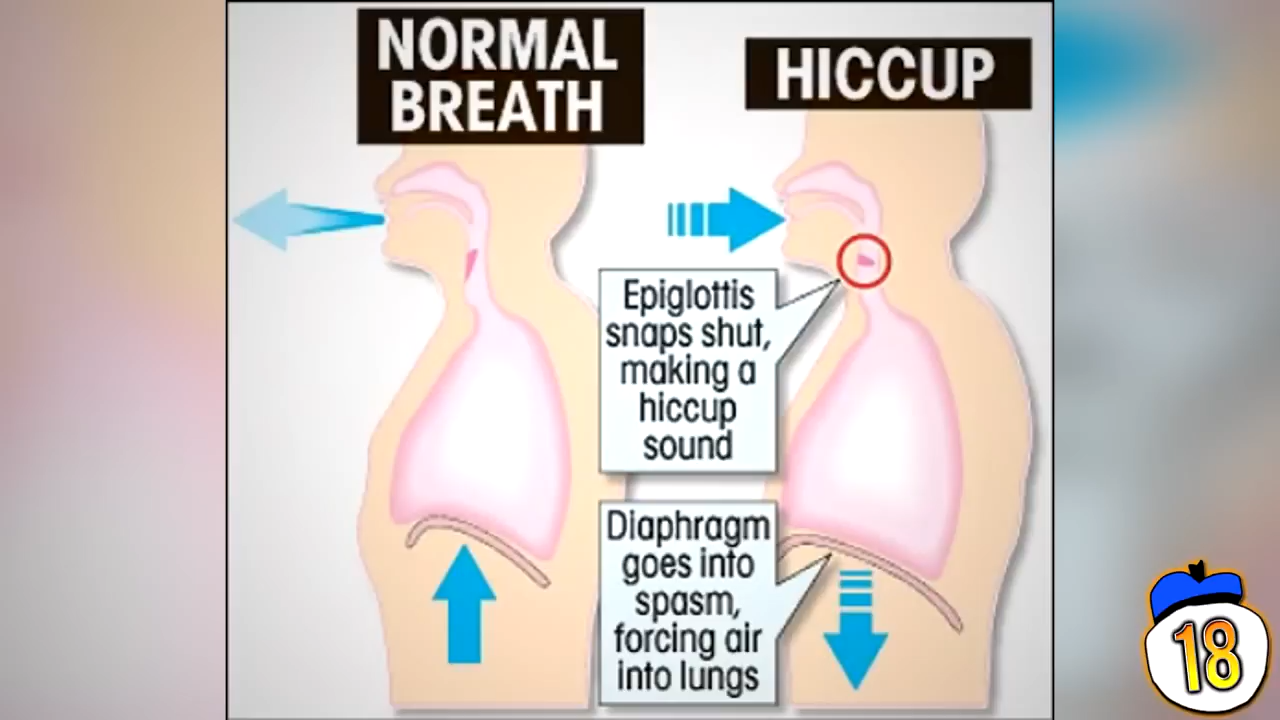 NORMAL
BREATH
HICCUP
Epiglottis
snaps shut,
making a
hiccup
sound
Diaphragm
goes into
spasm,
forcing air
into lungs
18